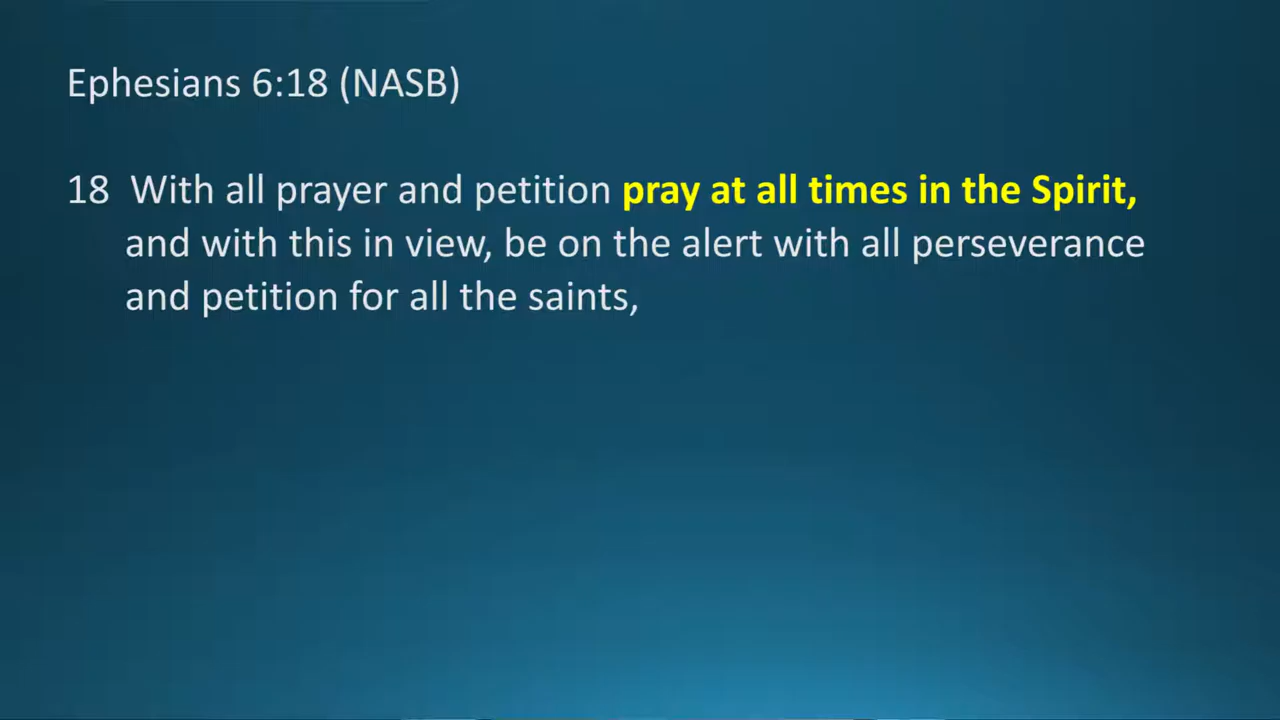 Ephesians 6:18 (NASB)
18 With all prayer and petition pray at all times in the Spirit,
and with this in view, be on the alert with all perseverance
and petition for all the saints,